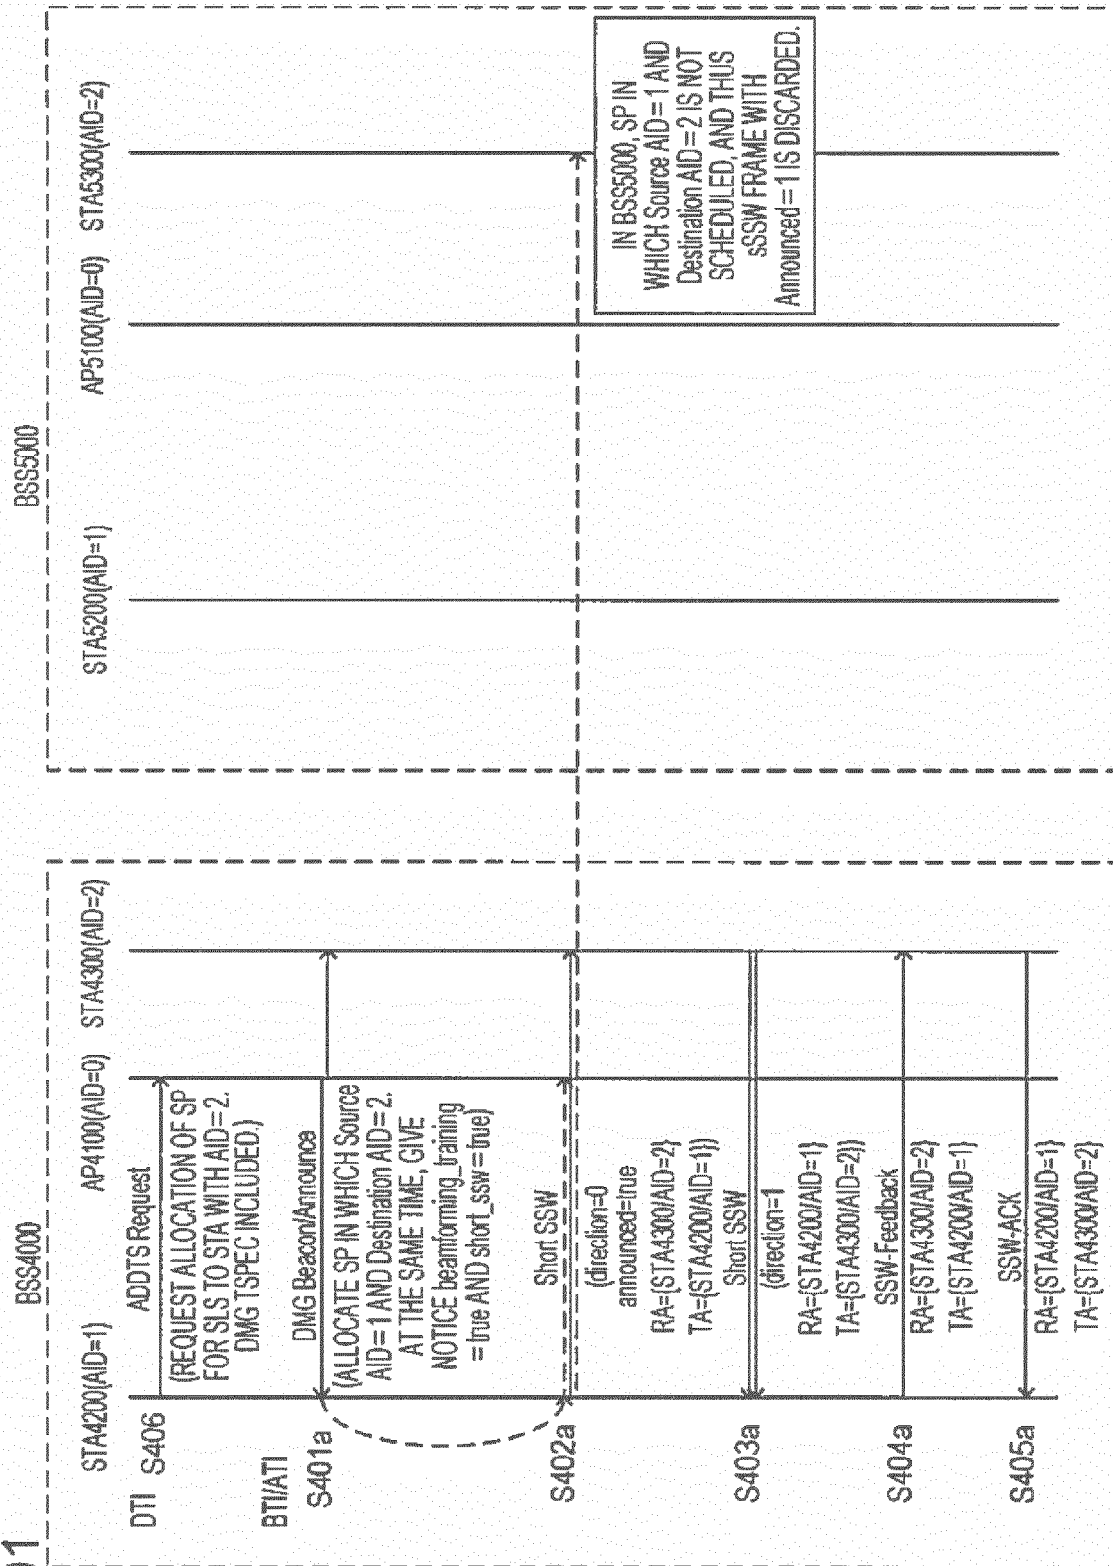 BSS4000
BSS5000
STA4200(AID=1)
AP4100(AID=0)
STA4300(AID=2)
STA5200(AID=1)
AP5100(AID=0)
STA5300(AID=2)
DTI
S406
ADDTS Request
(REQUEST ALLOCATION OF SP
FOR SLS TO STA WITH AID=2.
DMG TSPEC INCLUDED.)
BTI/ATI
S401a
DMG Beacon/Announce
(ALLOCATE SP IN WHICH Source
AID=1 AND Destination AID=2.
AT THE SAME TIME, GIVE
NOTICE beamforming_training
=true AND short_ssw=true)
S402a
Short SSW
(direction=0
announced=true
RA={STA4300/AID=2}
TA={STA4200/AID=1})
IN BSS5000, SP IN
WHICH Source AID=1 AND
Destination AID=2 IS NOT
SCHEDULED, AND THUS
sSSW FRAME WITH
Announced=1 IS DISCARDED.
S403a
Short SSW
(direction=1
RA={STA4200/AID=1}
TA={STA4300/AID=2})
S404a
SSW-Feedback
RA={STA4300/AID=2}
TA={STA4200/AID=1}
S405a
SSW-ACK
RA={STA4200/AID=1}
TA={STA4300/AID=2}